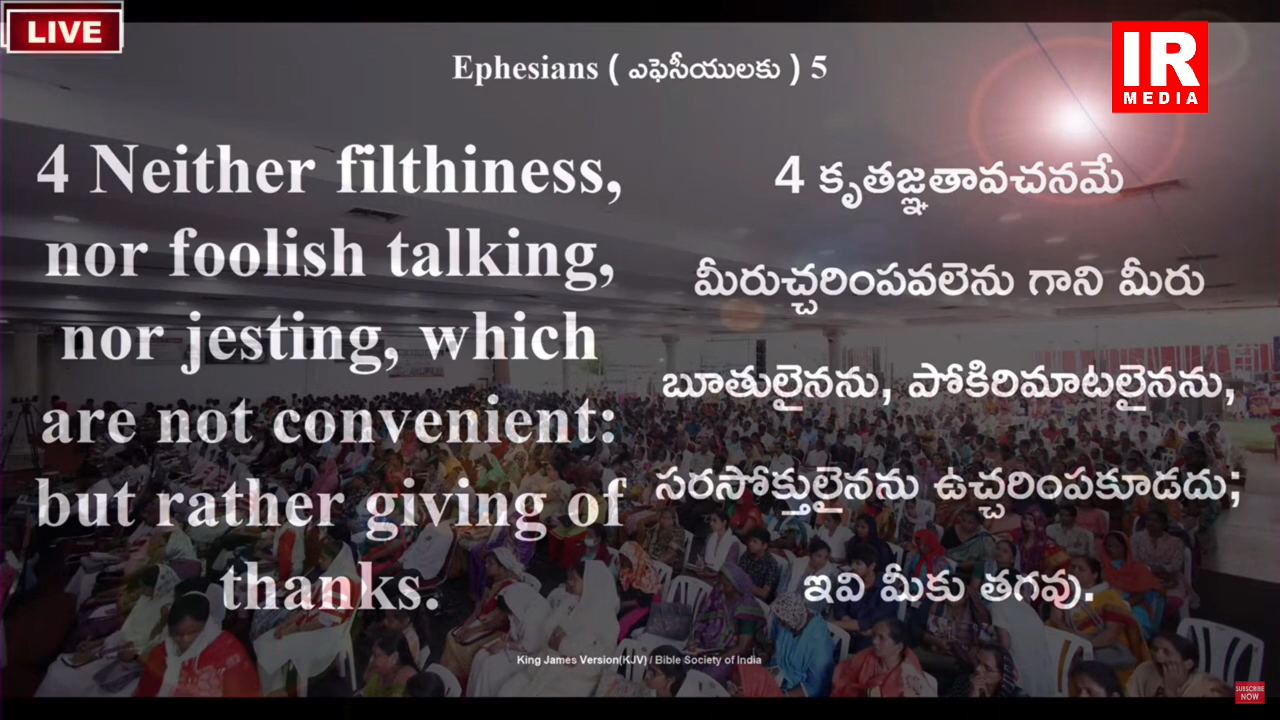 LIVE
IR
MEDIA
Ephesians ( ఎఫెసీయులకు ) 5
4 Neither filthiness,
nor foolish talking,
nor jesting, which
are not convenient:
but rather giving of
thanks.
4 కృతజ్ఞతావచనమే
మీరుచ్చరింపవలెను గాని మీరు
బూతులైనను, పోకిరిమాటలైనను,
సరసోక్తులైనను ఉచ్చరింపకూడదు;
ఇవి మీకు తగవు.
King James Version(KJV) / Bible Society of India
SUBSCRIBE
NOW